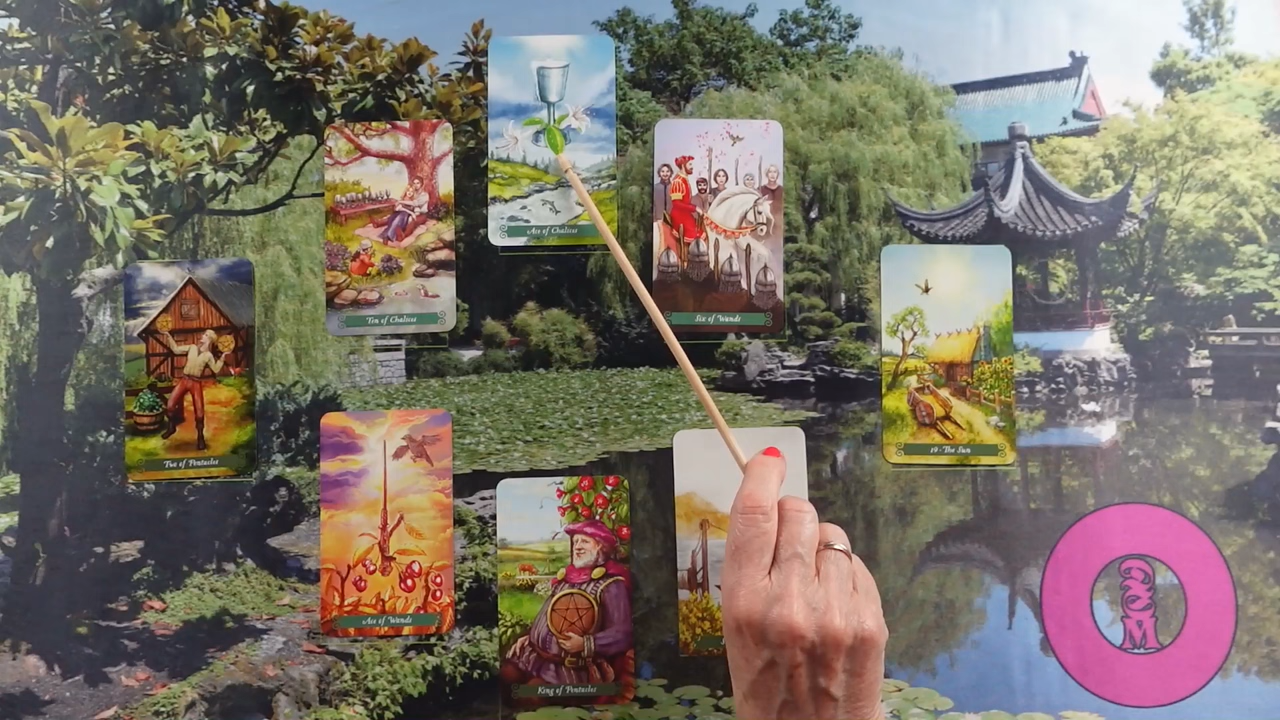 Ace of Chalices
Ten of Chalices
Six of Wands
Two of Pentacles
19 - The Sun
Ace of Wands
King of Pentacles